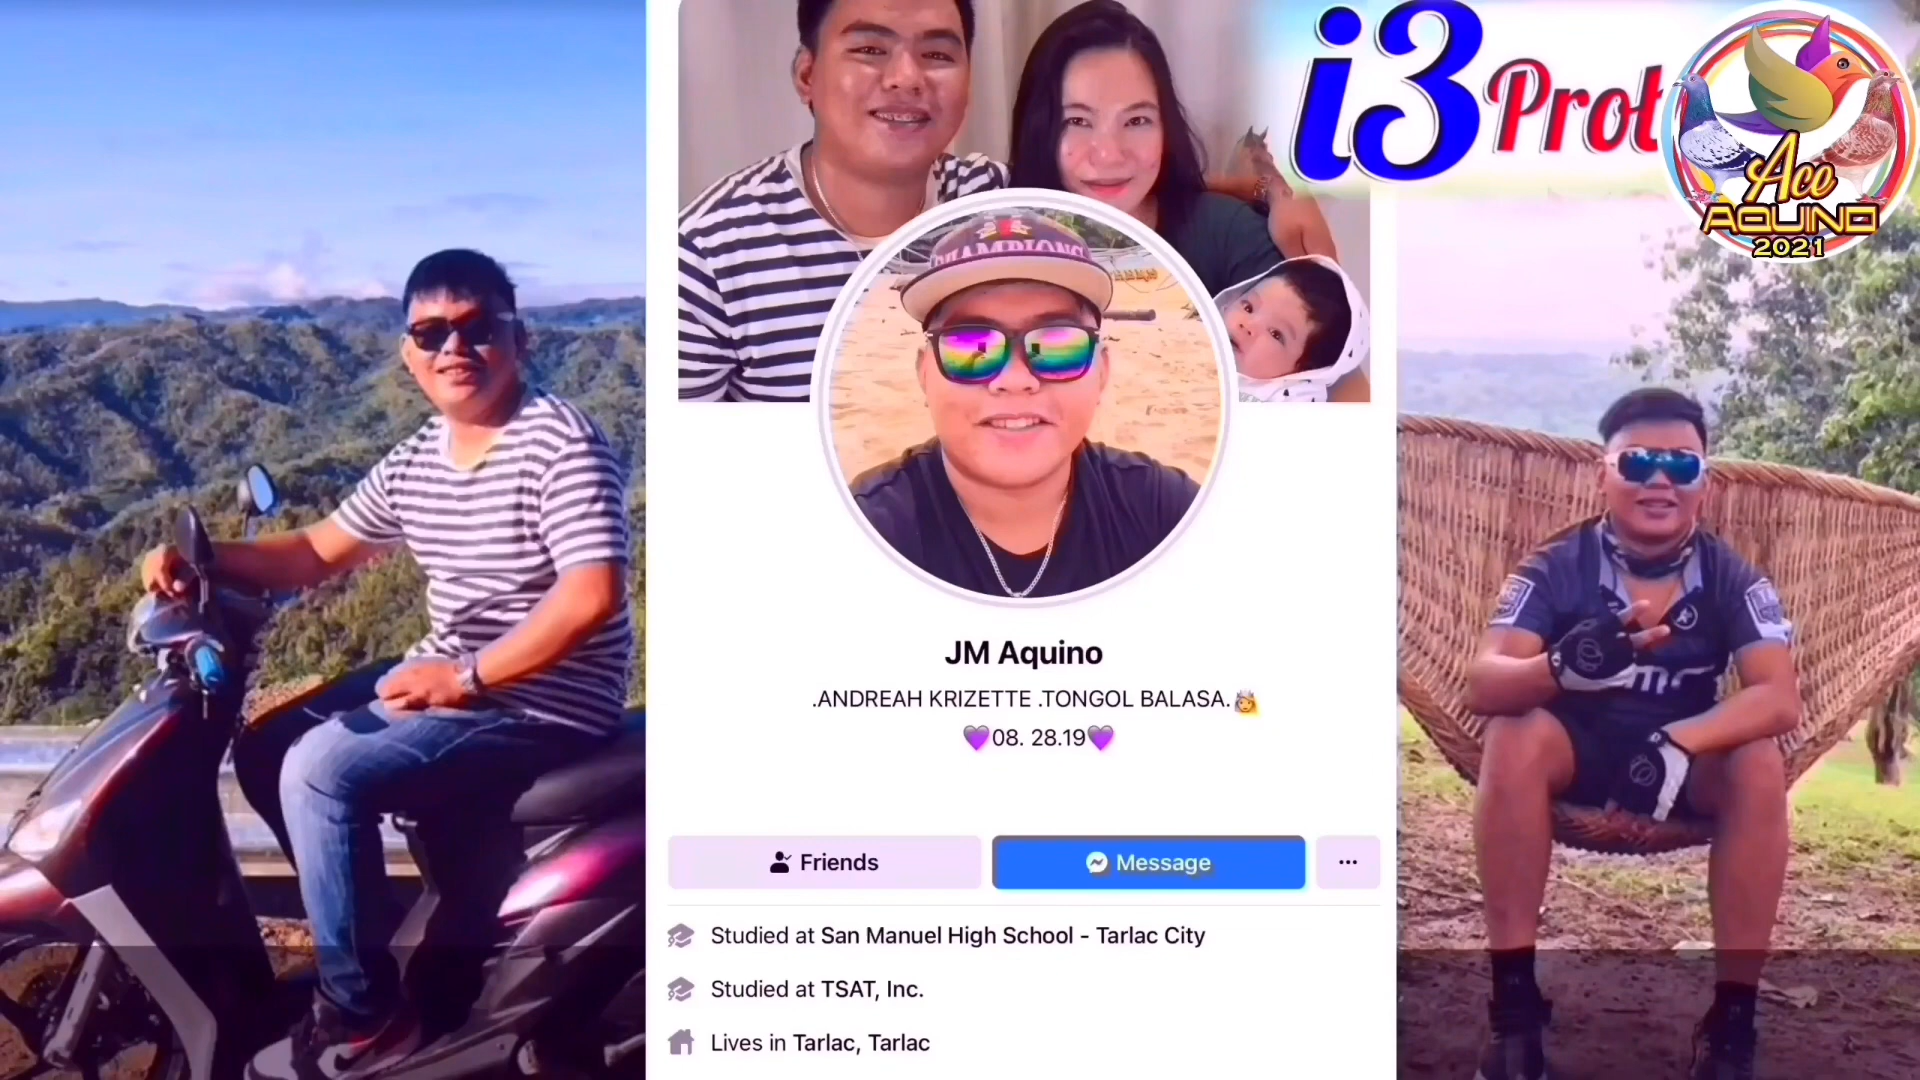 i3 Prot
Ace
AQUINO
2021
CHAMPIONS
JM Aquino
.ANDREAH KRIZETTE .TONGOL BALASA.
08. 28.19
Friends
Message
Studied at San Manuel High School - Tarlac City
Studied at TSAT, Inc.
Lives in Tarlac, Tarlac